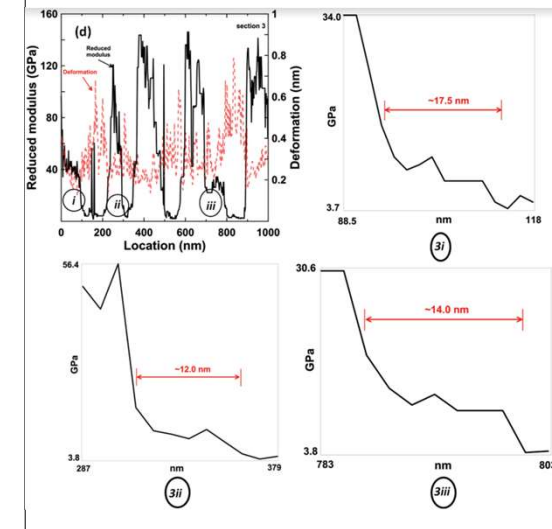 (d)
section 3
Reduced modulus
Deformation
Reduced modulus (GPa)
160
120
80
40
Deformation (nm)
1
0.8
0.6
0.4
0.2
i
ii
iii
0 200 400 600 800 1000
Location (nm)
34.0
GPa
~17.5 nm
3.7
88.5 nm 118
3i
56.4
GPa
~12.0 nm
3.8
287 nm 379
3ii
30.6
GPa
~14.0 nm
3.8
783 nm 803
3iii